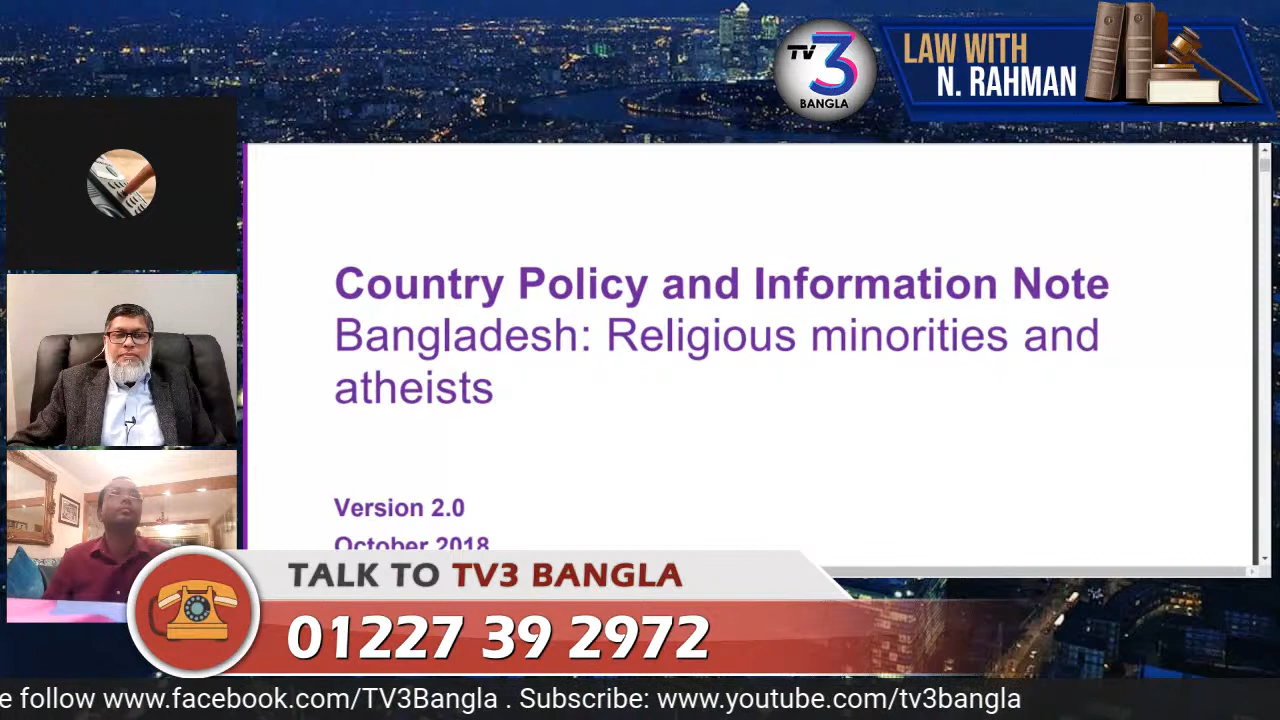 TV3
BANGLA
LAW WITH
N. RAHMAN
Country Policy and Information Note
Bangladesh: Religious minorities and
atheists
Version 2.0
October 2018
TALK TO TV3 BANGLA
01227 39 2972
e follow www.facebook.com/TV3Bangla . Subscribe: www.youtube.com/tv3bangla